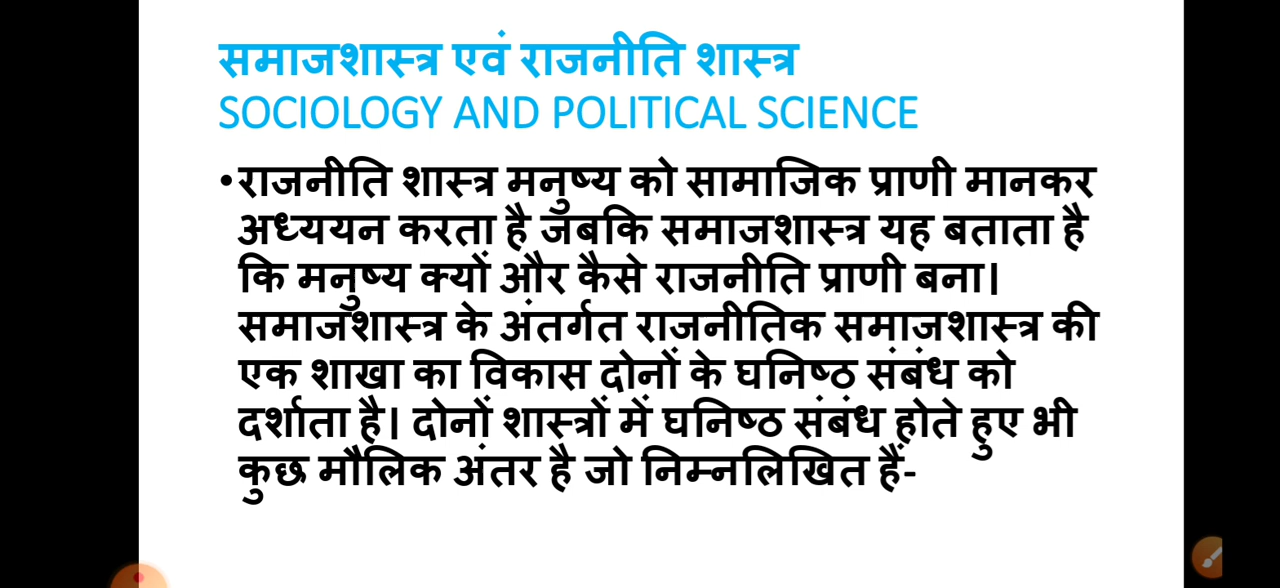 समाजशास्त्र एवं राजनीति शास्त्र
SOCIOLOGY AND POLITICAL SCIENCE
•राजनीति शास्त्र मनुष्य को सामाजिक प्राणी मानकर
अध्ययन करता है जबकि समाजशास्त्र यह बताता है
कि मनुष्य क्यों और कैसे राजनीति प्राणी बना।
समाजशास्त्र के अंतर्गत राजनीतिक समाजशास्त्र की
एक शाखा का विकास दोनों के घनिष्ठ संबंध को
दर्शाता है। दोनों शास्त्रों में घनिष्ठ संबंध होते हुए भी
कुछ मौलिक अंतर है जो निम्नलिखित हैं-